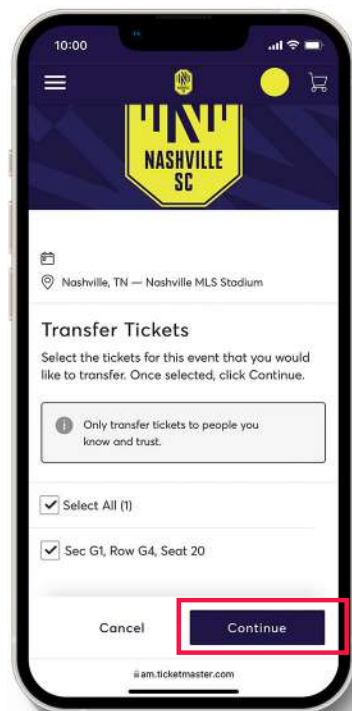 10:00
NASHVILLE
SC
Nashville, TN — Nashville MLS Stadium
Transfer Tickets
Select the tickets for this event that you would
like to transfer. Once selected, click Continue.
Only transfer tickets to people you
know and trust.
Select All (1)
Sec G1, Row G4, Seat 20
Cancel
Continue
am.ticketmaster.com